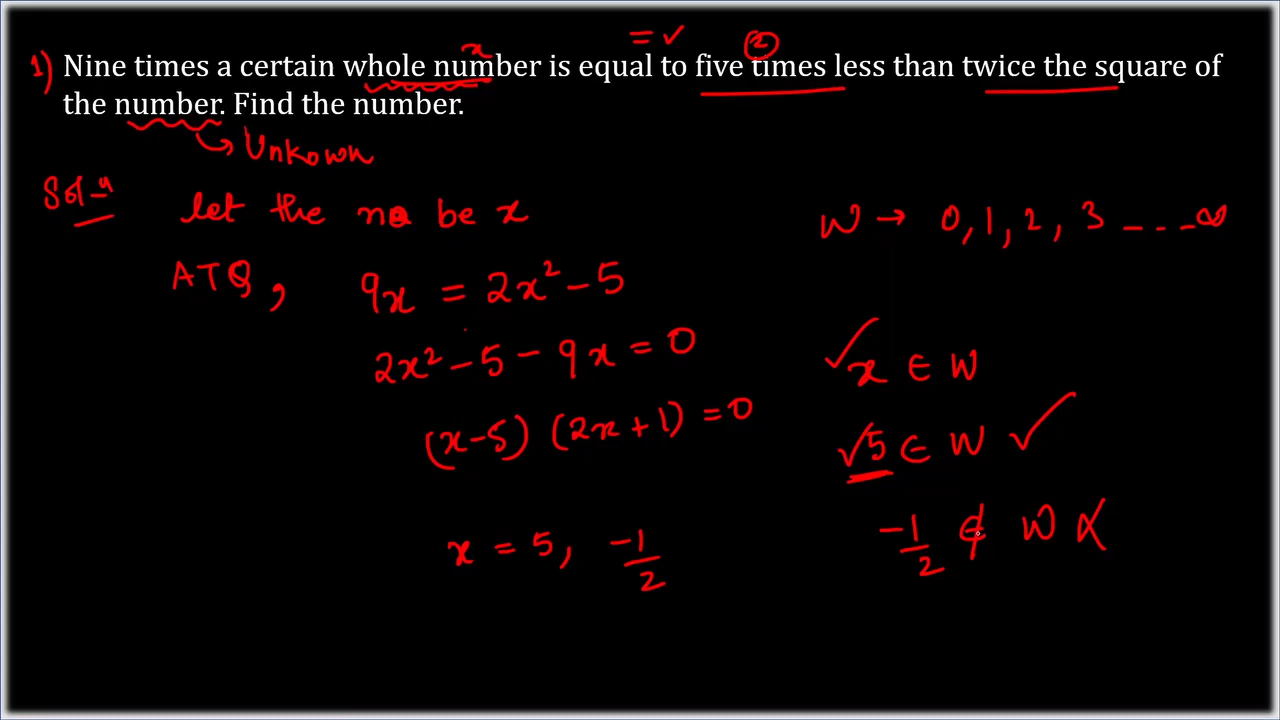 = ✓
x
②
1) Nine times a certain whole number is equal to five times less than twice the square of
the number. Find the number.
Unkown
Sol-n
let the no be x
W → 0, 1, 2, 3 - - - ∞
ATQ, 9x = 2x² - 5
2x² - 5 - 9x = 0
✓ x ∈ W
(x-5) (2x+1) = 0
√5 ∈ W ✓
x = 5, -1/2
-1/2 ∉ W